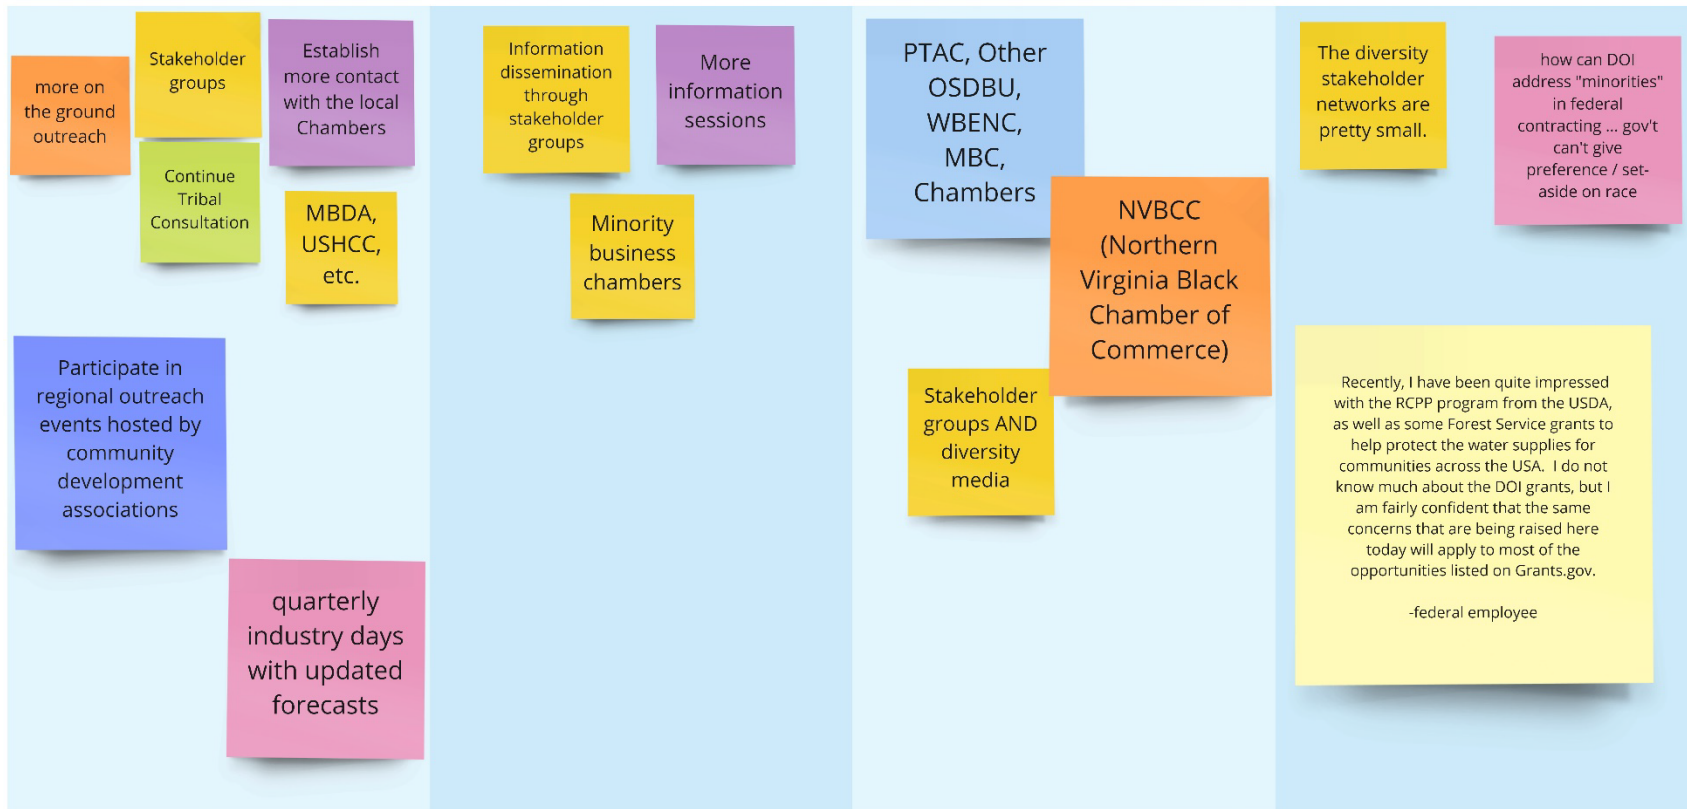 more on
the ground
outreach
Stakeholder
groups
Establish
more contact
with the local
Chambers
Continue
Tribal
Consultation
MBDA,
USHCC,
etc.
Participate in
regional outreach
events hosted by
community
development
associations
quarterly
industry days
with updated
forecasts
Information
dissemination
through
stakeholder
groups
More
information
sessions
Minority
business
chambers
PTAC, Other
OSDBU,
WBENC,
MBC,
Chambers
NVBCC
(Northern
Virginia Black
Chamber of
Commerce)
Stakeholder
groups AND
diversity
media
The diversity
stakeholder
networks are
pretty small.
how can DOI
address "minorities"
in federal
contracting ... gov't
can't give
preference / set-
aside on race
Recently, I have been quite impressed
with the RCPP program from the USDA,
as well as some Forest Service grants to
help protect the water supplies for
communities across the USA.  I do not
know much about the DOI grants, but I
am fairly confident that the same
concerns that are being raised here
today will apply to most of the
opportunities listed on Grants.gov.
-federal employee